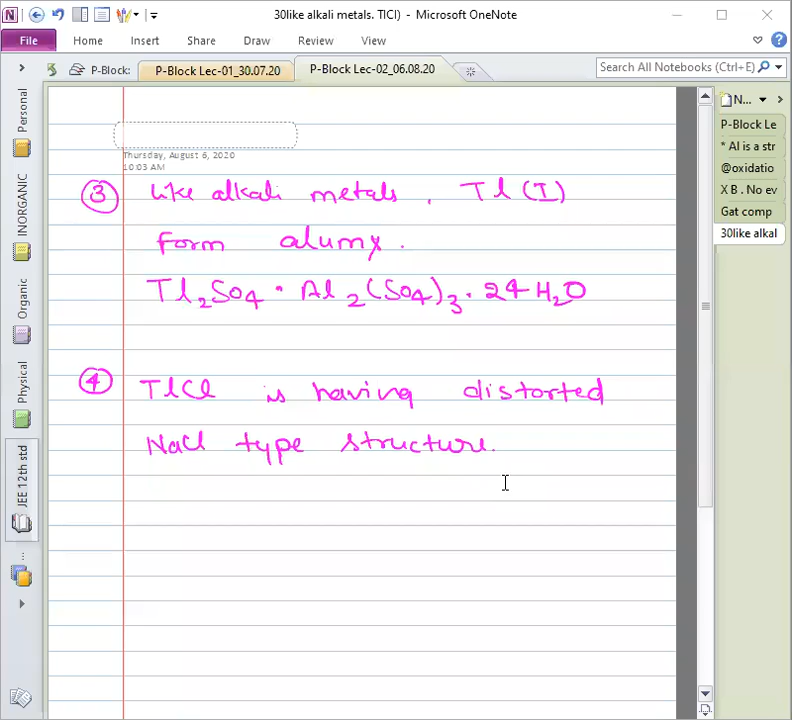 30like alkali metals. TlCl) - Microsoft OneNote
File Home Insert Share Draw Review View
P-Block: P-Block Lec-01_30.07.20 P-Block Lec-02_06.08.20 Search All Notebooks (Ctrl+E)
Personal
INORGANIC
Organic
Physical
JEE 12th std
N...
P-Block Le
* Al is a str
@oxidatio
X B . No ev
Gat comp
30like alkal
Thursday, August 6, 2020
10:03 AM
③ Like alkali metals, Tl(I)
form alumx.
Tl₂SO₄ · Al₂(SO₄)₃ · 24 H₂O
④ TlCl is having distorted
NaCl type structure.